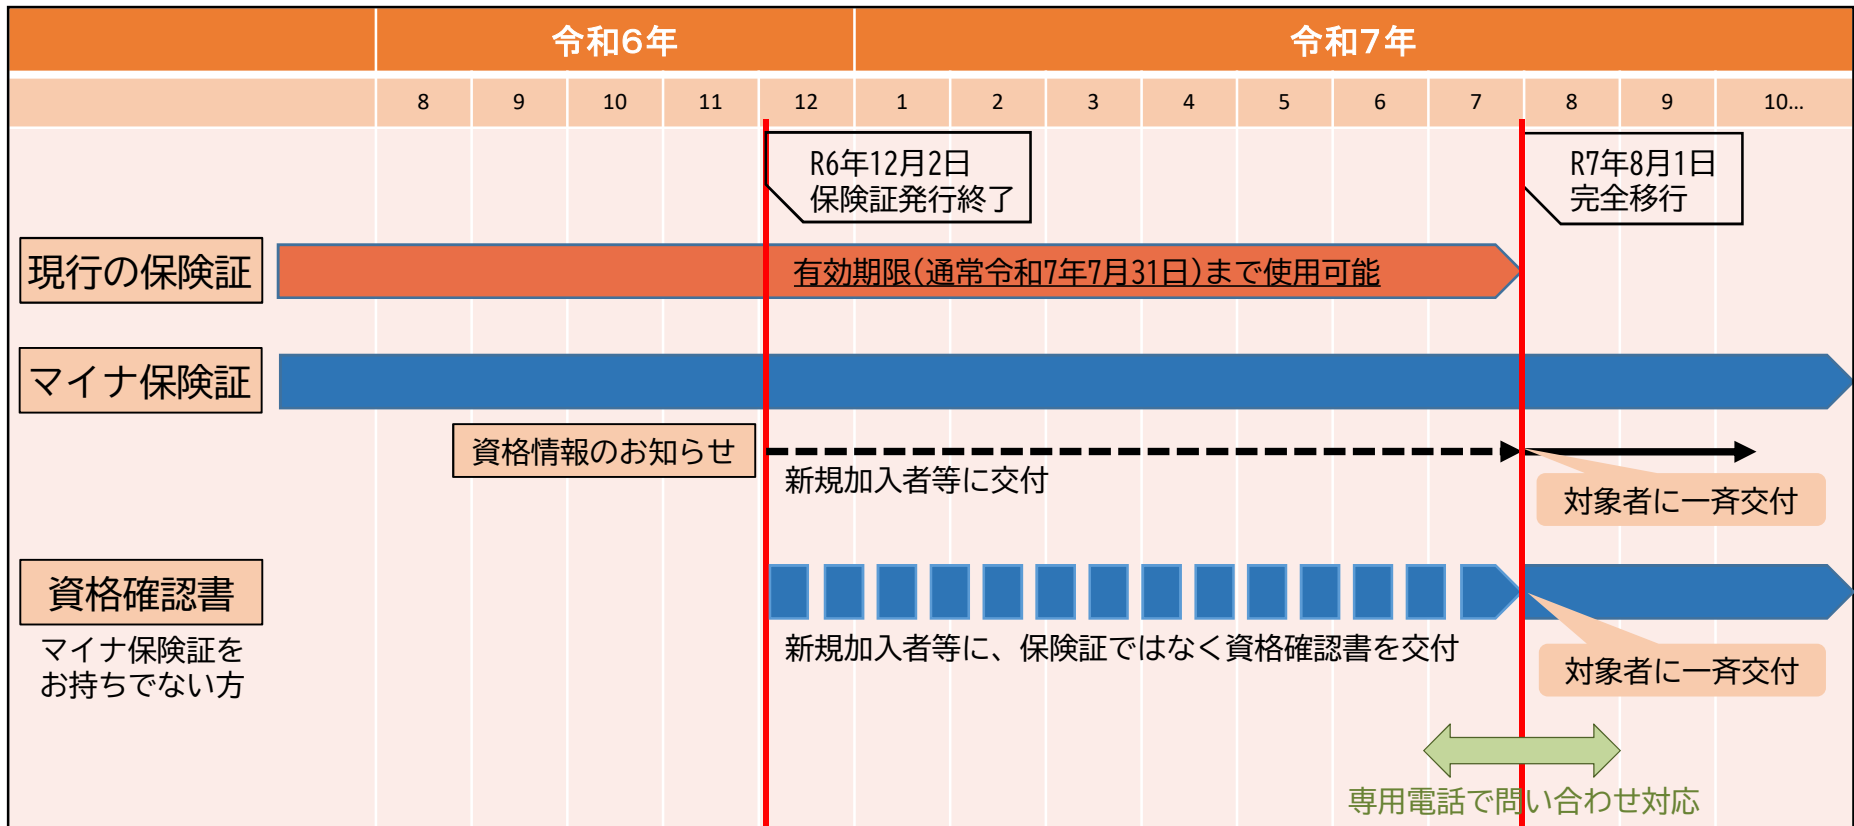 令和6年 令和7年
8 9 10 11 12 1 2 3 4 5 6 7 8 9 10...
R6年12月2日
保険証発行終了
R7年8月1日
完全移行
現行の保険証
有効期限(通常令和7年7月31日)まで使用可能
マイナ保険証
資格情報のお知らせ
新規加入者等に交付
対象者に一斉交付
資格確認書
マイナ保険証を
お持ちでない方
新規加入者等に、保険証ではなく資格確認書を交付
対象者に一斉交付
専用電話で問い合わせ対応